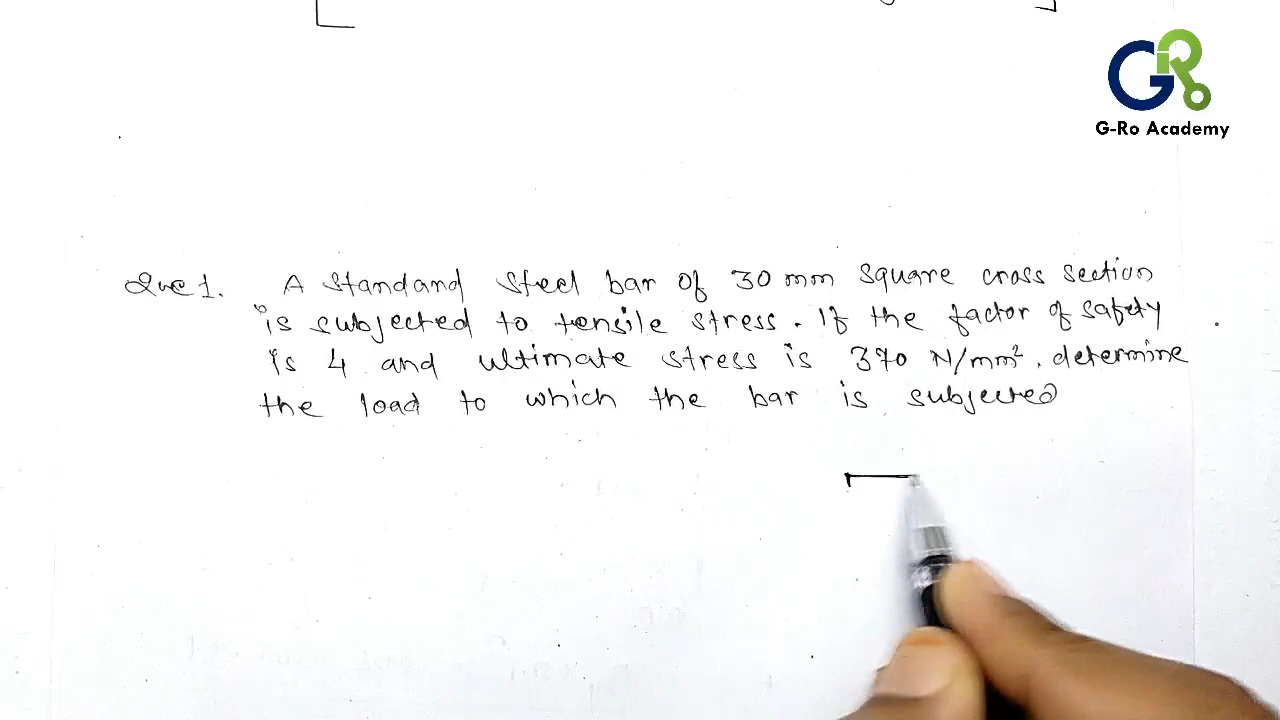 GR
G-Ro Academy
Que 1. A standard steel bar of 30 mm square cross section
is subjected to tensile stress. If the factor of safety
is 4 and ultimate stress is 370 N/mm². determine
the load to which the bar is subjected